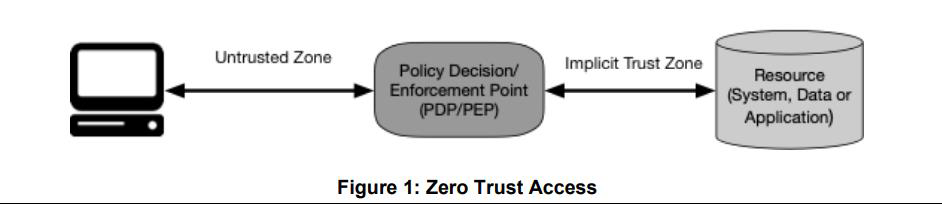 Untrusted Zone
Policy Decision/
Enforcement Point
(PDP/PEP)
Implicit Trust Zone
Resource
(System, Data or
Application)
Figure 1: Zero Trust Access